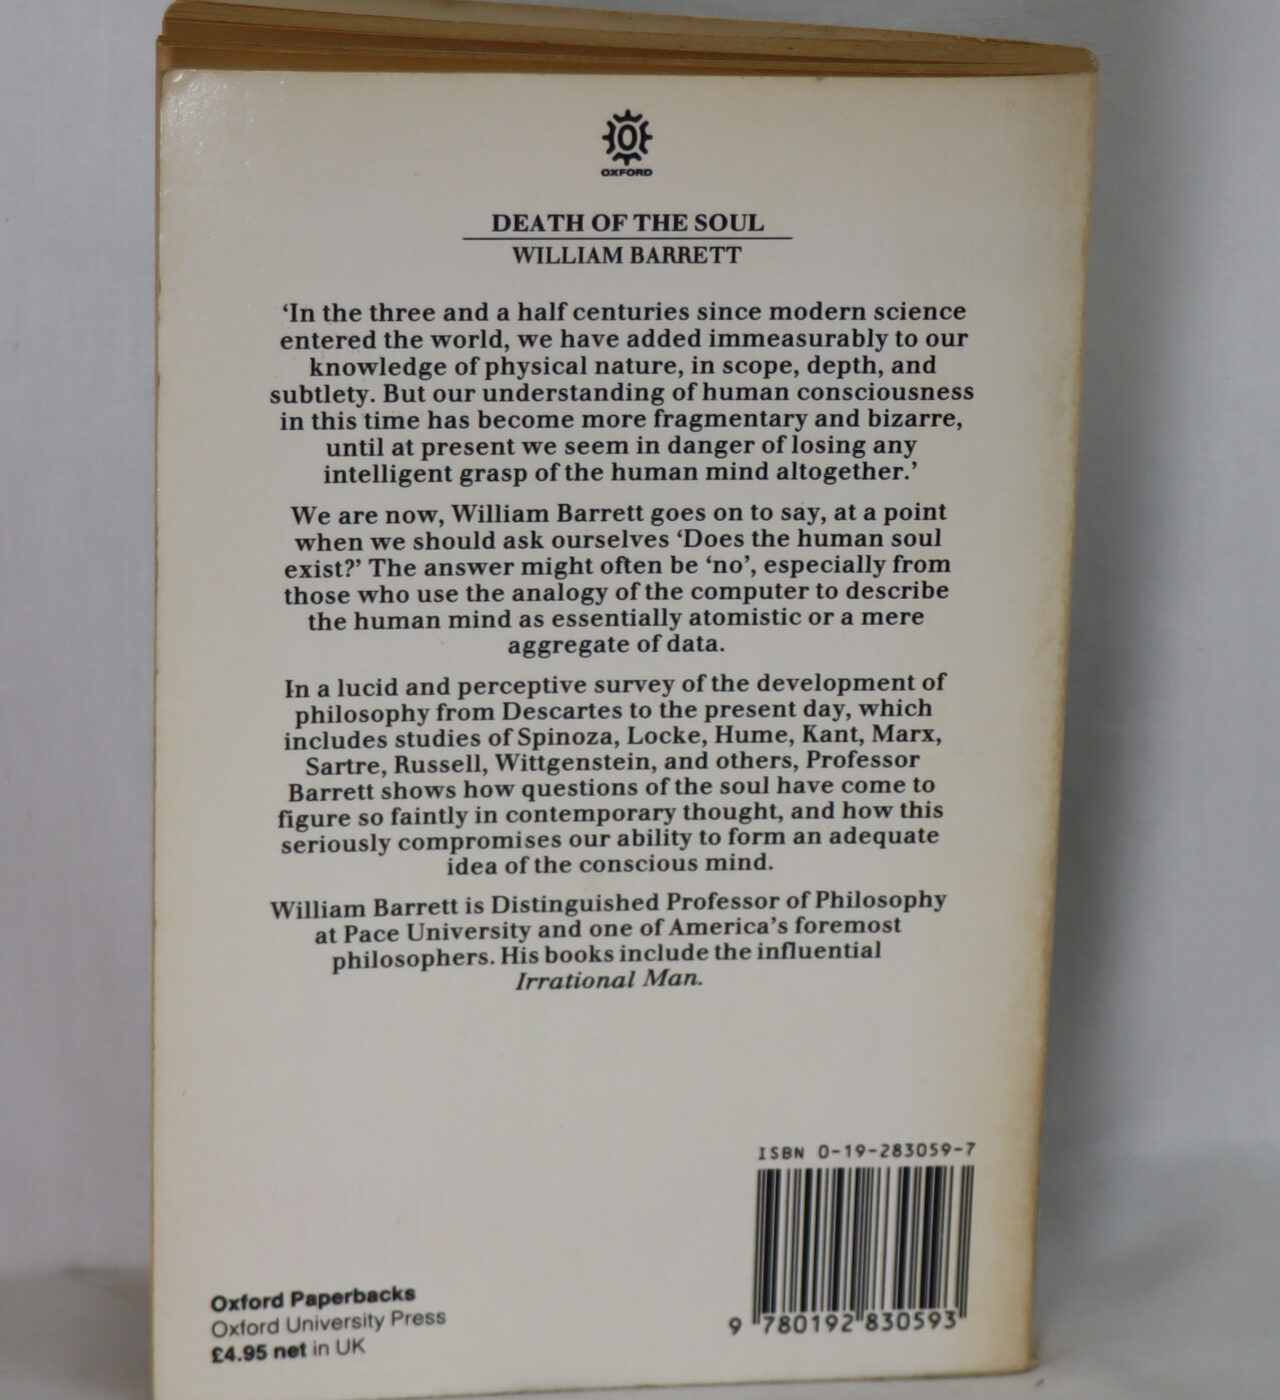 O
OXFORD
DEATH OF THE SOUL
WILLIAM BARRETT
‘In the three and a half centuries since modern science
entered the world, we have added immeasurably to our
knowledge of physical nature, in scope, depth, and
subtlety. But our understanding of human consciousness
in this time has become more fragmentary and bizarre,
until at present we seem in danger of losing any
intelligent grasp of the human mind altogether.’
We are now, William Barrett goes on to say, at a point
when we should ask ourselves ‘Does the human soul
exist?’ The answer might often be ‘no’, especially from
those who use the analogy of the computer to describe
the human mind as essentially atomistic or a mere
aggregate of data.
In a lucid and perceptive survey of the development of
philosophy from Descartes to the present day, which
includes studies of Spinoza, Locke, Hume, Kant, Marx,
Sartre, Russell, Wittgenstein, and others, Professor
Barrett shows how questions of the soul have come to
figure so faintly in contemporary thought, and how this
seriously compromises our ability to form an adequate
idea of the conscious mind.
William Barrett is Distinguished Professor of Philosophy
at Pace University and one of America’s foremost
philosophers. His books include the influential
Irrational Man.
ISBN 0-19-283059-7
9 780192 830593
Oxford Paperbacks
Oxford University Press
£4.95 net in UK